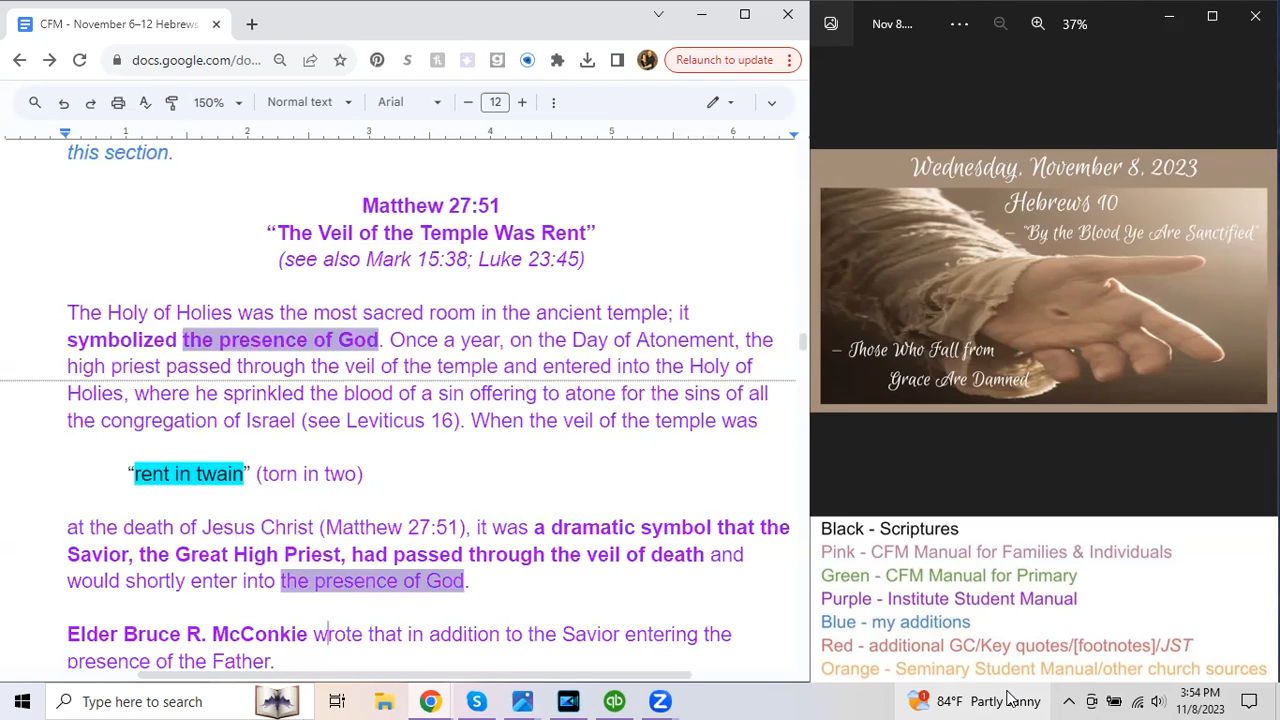 CFM - November 6–12 Hebrews
docs.google.com/do...
Relaunch to update
150%
Normal text
Arial
12
1
2
3
4
5
6
this section.
Matthew 27:51
“The Veil of the Temple Was Rent”
(see also Mark 15:38; Luke 23:45)
The Holy of Holies was the most sacred room in the ancient temple; it
symbolized the presence of God. Once a year, on the Day of Atonement, the
high priest passed through the veil of the temple and entered into the Holy of
Holies, where he sprinkled the blood of a sin offering to atone for the sins of all
the congregation of Israel (see Leviticus 16). When the veil of the temple was
“rent in twain” (torn in two)
at the death of Jesus Christ (Matthew 27:51), it was a dramatic symbol that the
Savior, the Great High Priest, had passed through the veil of death and
would shortly enter into the presence of God.
Elder Bruce R. McConkie wrote that in addition to the Savior entering the
presence of the Father.
Nov 8....
37%
Wednesday, November 8, 2023
Hebrews 10
– “By the Blood Ye Are Sanctified”
– Those Who Fall from
Grace Are Damned
Black - Scriptures
Pink - CFM Manual for Families & Individuals
Green - CFM Manual for Primary
Purple - Institute Student Manual
Blue - my additions
Red - additional GC/Key quotes/[footnotes]/JST
Orange - Seminary Student Manual/other church sources
Type here to search
1
84°F Partly sunny
3:54 PM
11/8/2023